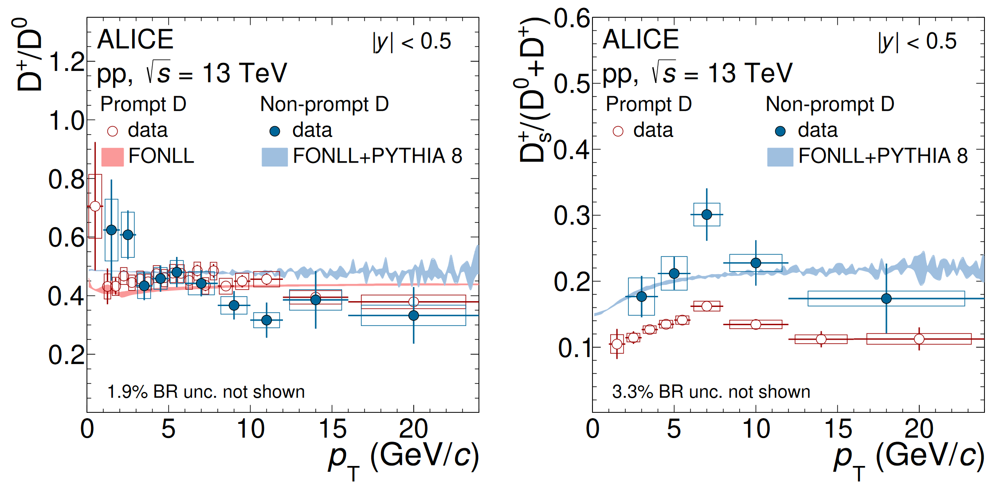 D⁺/D⁰
ALICE
|y| < 0.5
pp, √s = 13 TeV
Prompt D
Non-prompt D
data
data
FONLL
FONLL+PYTHIA 8
1.2
1.0
0.8
0.6
0.4
0.2
1.9% BR unc. not shown
0 5 10 15 20
p_T (GeV/c)
D_s⁺/(D⁰+D⁺)
ALICE
|y| < 0.5
pp, √s = 13 TeV
Prompt D
Non-prompt D
data
data
FONLL+PYTHIA 8
0.6
0.5
0.4
0.3
0.2
0.1
3.3% BR unc. not shown
0 5 10 15 20
p_T (GeV/c)